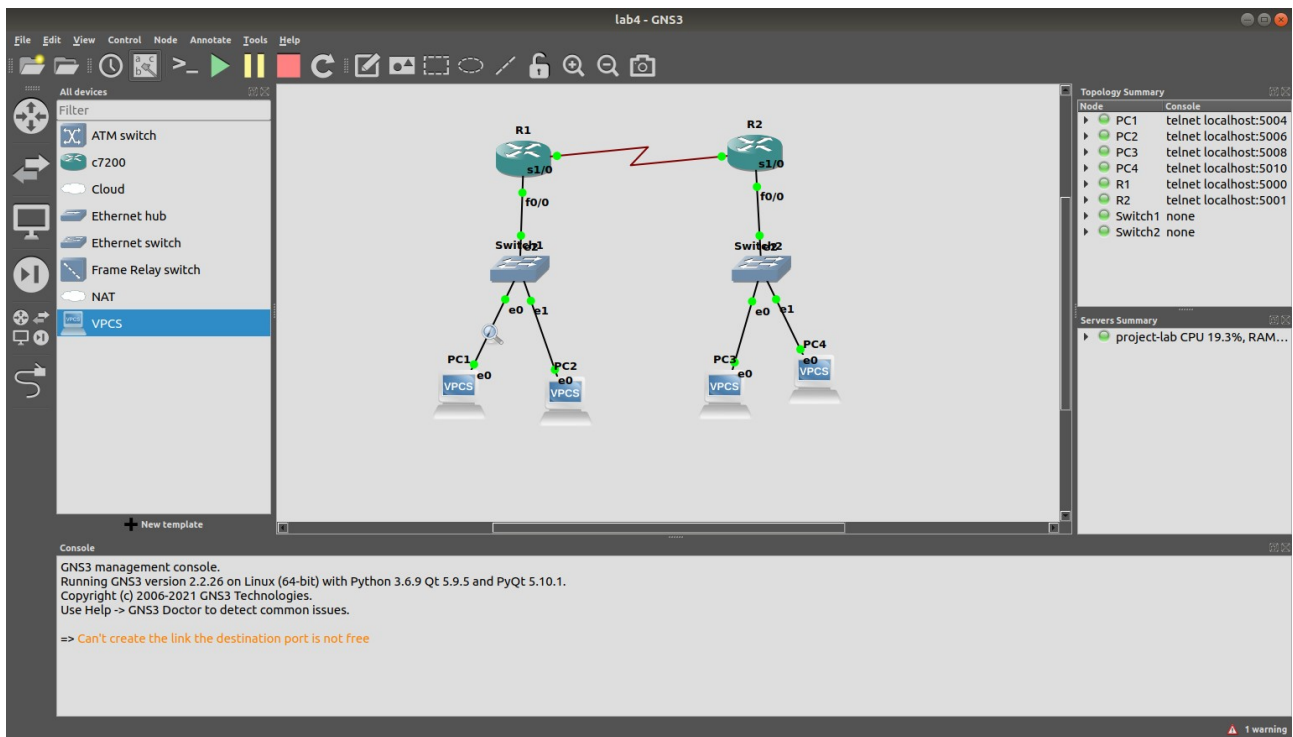 lab4 - GNS3
File Edit View Control Node Annotate Tools Help
All devices
Filter
ATM switch
c7200
Cloud
Ethernet hub
Ethernet switch
Frame Relay switch
NAT
VPCS
New template
R1
s1/0
f0/0
R2
s1/0
f0/0
Switch1
e2
e0 e1
Switch2
e2
e0 e1
PC1
e0
VPCS
PC2
e0
VPCS
PC3
e0
VPCS
PC4
e0
VPCS
Topology Summary
Node Console
PC1 telnet localhost:5004
PC2 telnet localhost:5006
PC3 telnet localhost:5008
PC4 telnet localhost:5010
R1 telnet localhost:5000
R2 telnet localhost:5001
Switch1 none
Switch2 none
Servers Summary
project-lab CPU 19.3%, RAM...
Console
GNS3 management console.
Running GNS3 version 2.2.26 on Linux (64-bit) with Python 3.6.9 Qt 5.9.5 and PyQt 5.10.1.
Copyright (c) 2006-2021 GNS3 Technologies.
Use Help -> GNS3 Doctor to detect common issues.
=> Can't create the link the destination port is not free
1 warning